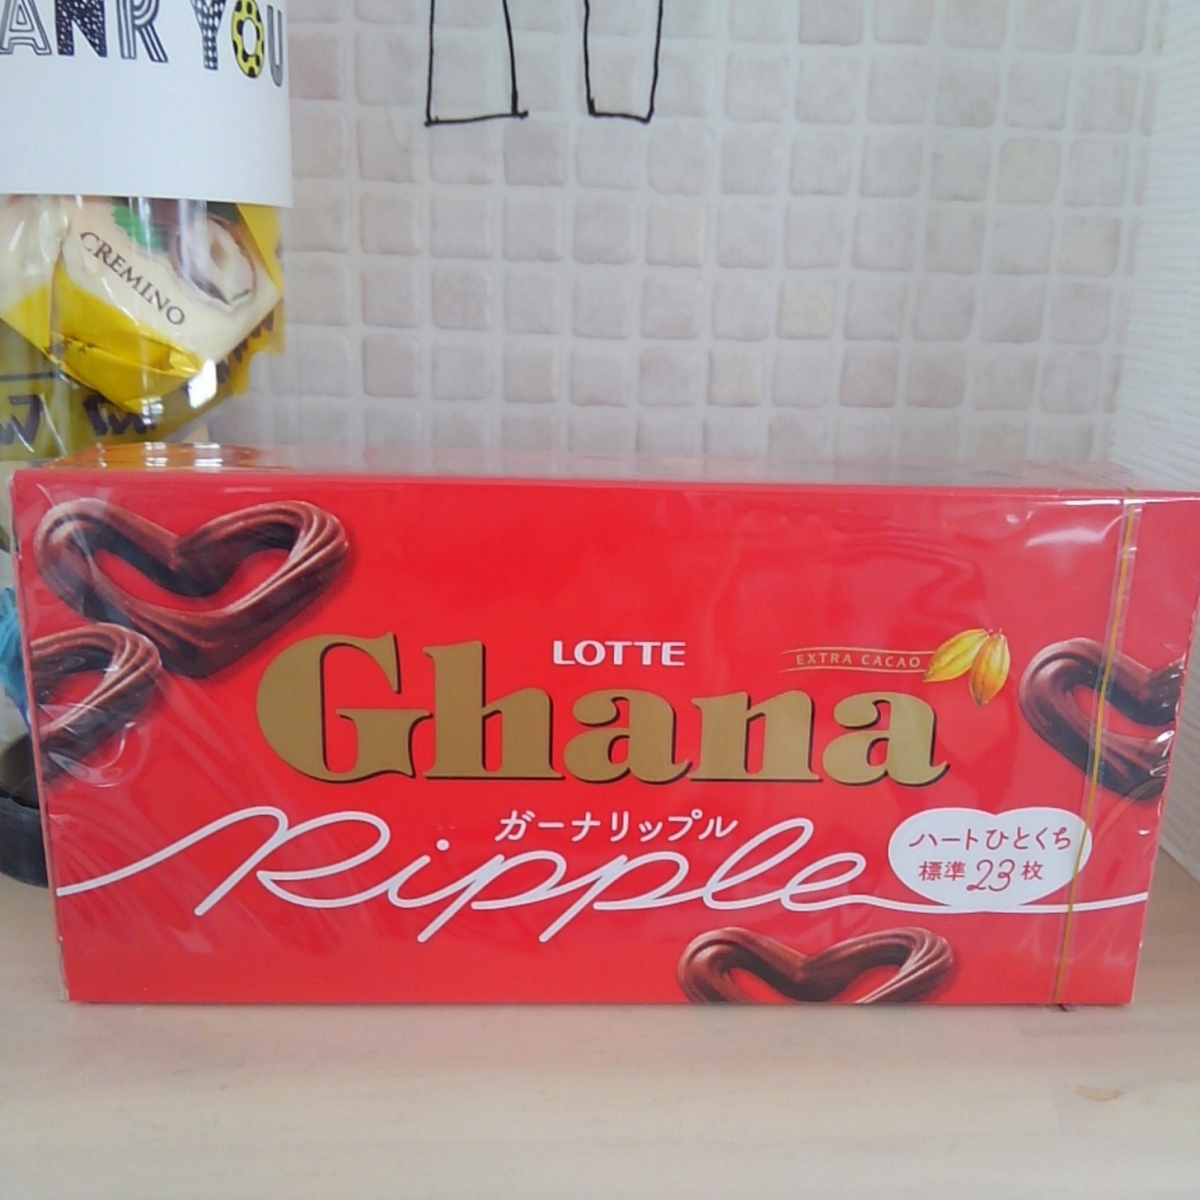 ANK YOU
CREMINO
LOTTE
EXTRA CACAO
Ghana
ガーナリップル
Ripple
ハートひとくち
標準23枚